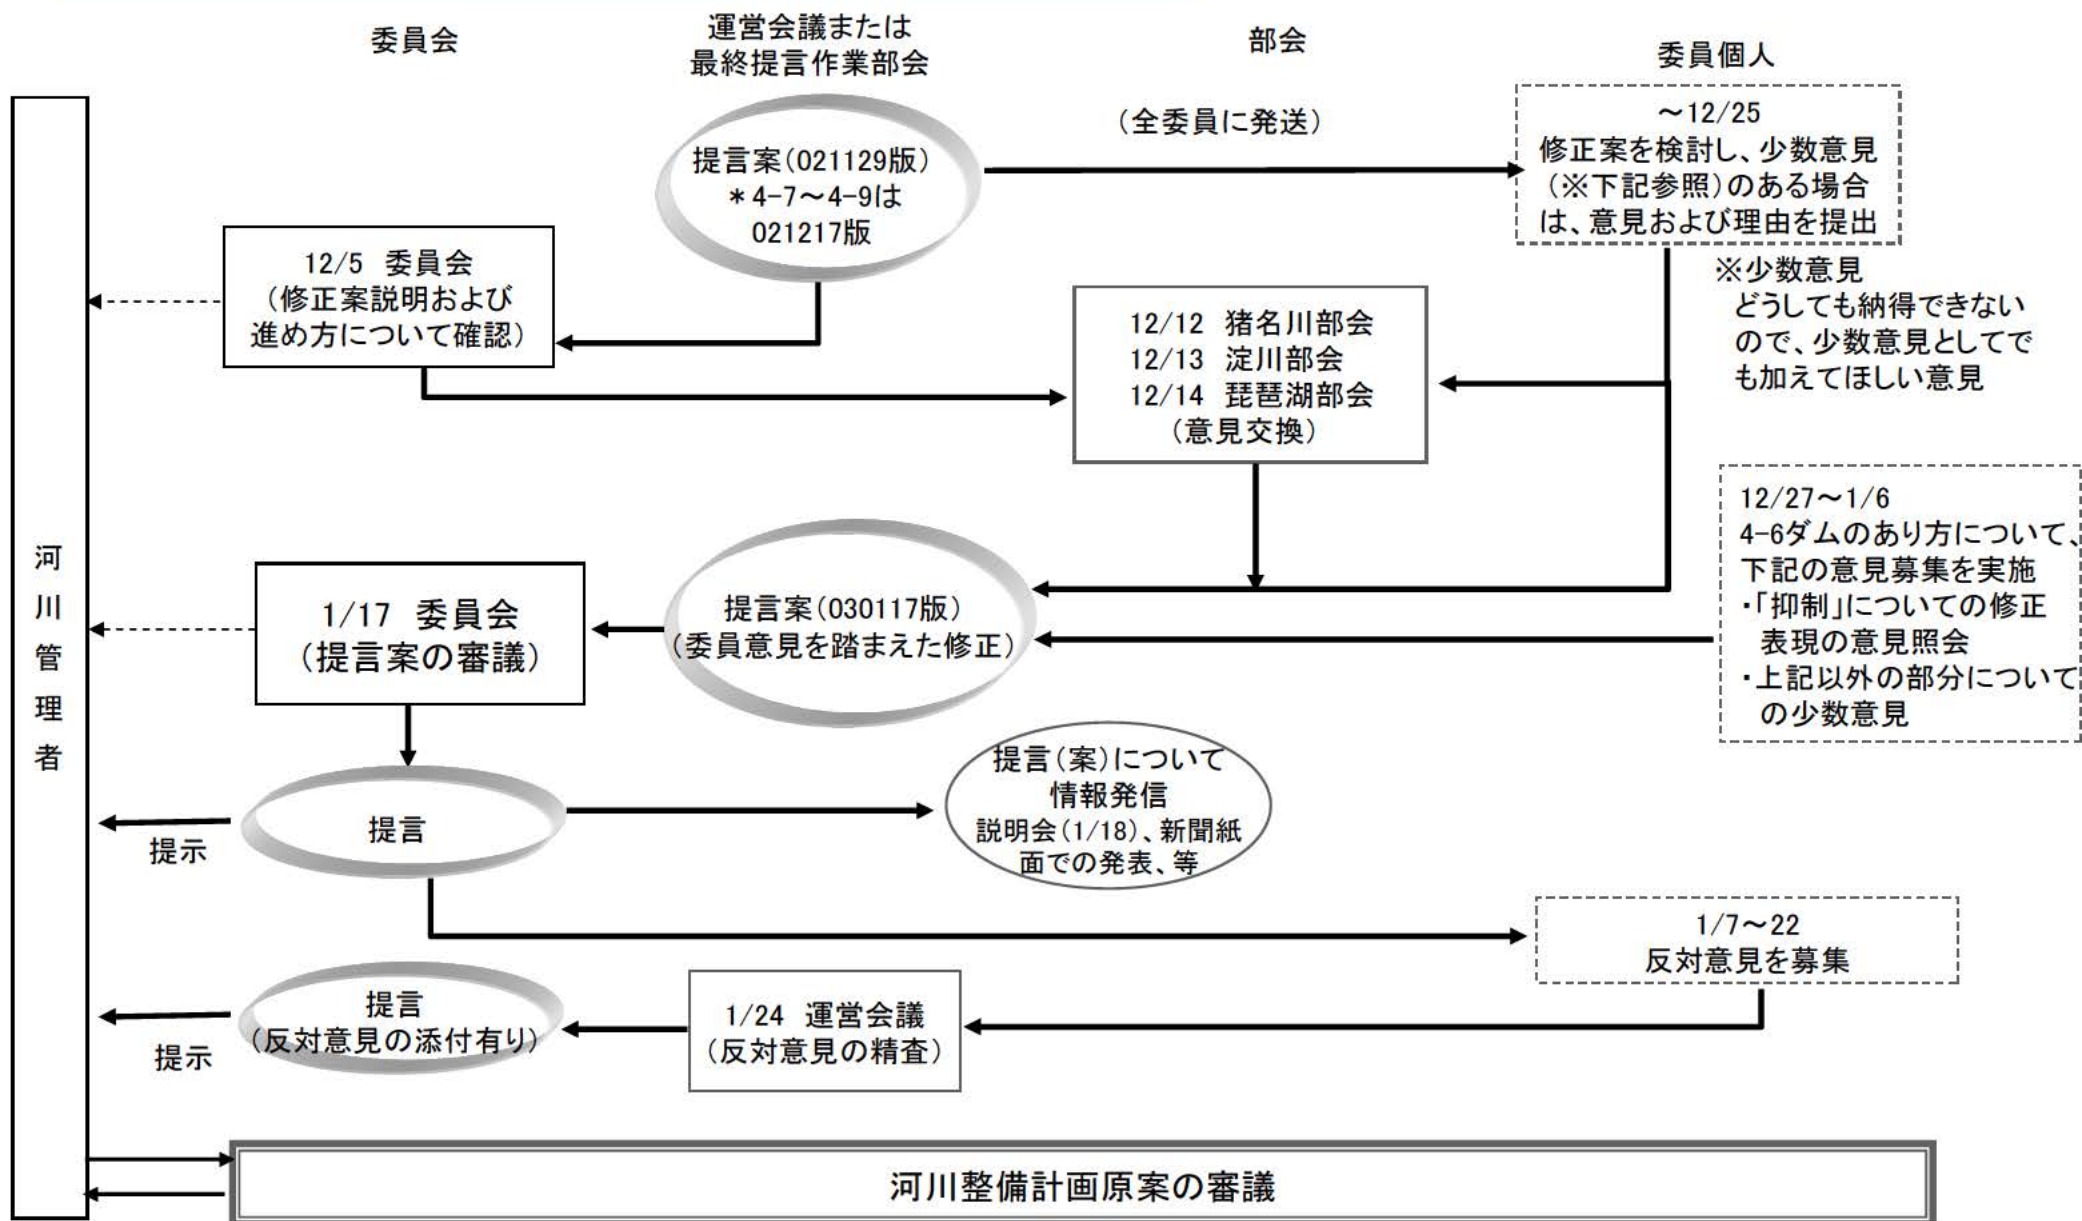 委員会
運営会議または
最終提言作業部会
部会
委員個人
河川管理者
提言案(021129版)
*4-7~4-9は
021217版
(全委員に発送)
~12/25
修正案を検討し、少数意見
(※下記参照)のある場合
は、意見および理由を提出
※少数意見
どうしても納得できない
ので、少数意見としてで
も加えてほしい意見
12/5 委員会
(修正案説明および
進め方について確認)
12/12 猪名川部会
12/13 淀川部会
12/14 琵琶湖部会
(意見交換)
12/27~1/6
4-6ダムのあり方について、
下記の意見募集を実施
・「抑制」についての修正
表現の意見照会
・上記以外の部分について
の少数意見
1/17 委員会
(提言案の審議)
提言案(030117版)
(委員意見を踏まえた修正)
提言
提示
提言(案)について
情報発信
説明会(1/18)、新聞紙
面での発表、等
1/7~22
反対意見を募集
提言
(反対意見の添付有り)
提示
1/24 運営会議
(反対意見の精査)
河川整備計画原案の審議